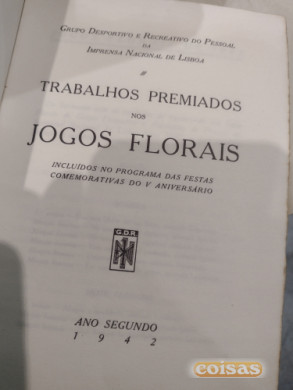 GRUPO DESPORTIVO E RECREATIVO DO PESSOAL
DA
IMPRENSA NACIONAL DE LISBOA
TRABALHOS PREMIADOS
NOS
JOGOS FLORAIS
INCLUÍDOS NO PROGRAMA DAS FESTAS
COMEMORATIVAS DO V ANIVERSÁRIO
G.D.R.
ANO SEGUNDO
1942
coisas